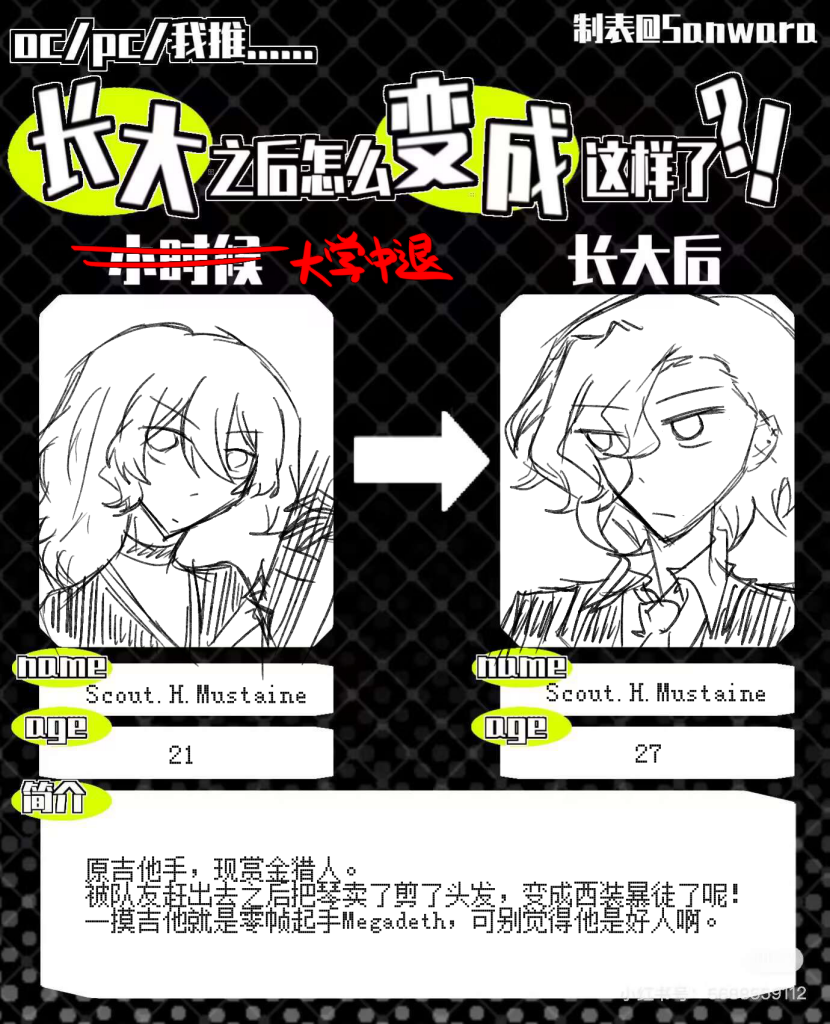 oc/pc/我推......
制表@Sanwara
长大之后怎么变成这样了?!
小时候 大学中退
长大后
name
Scout.H.Mustaine
name
Scout.H.Mustaine
age
21
age
27
简介
原吉他手，现赏金猎人。
被队友赶出去之后把琴卖了剪了头发，变成西装暴徒了呢！
一摸吉他就是零帧起手Megadeth，可别觉得他是好人啊。